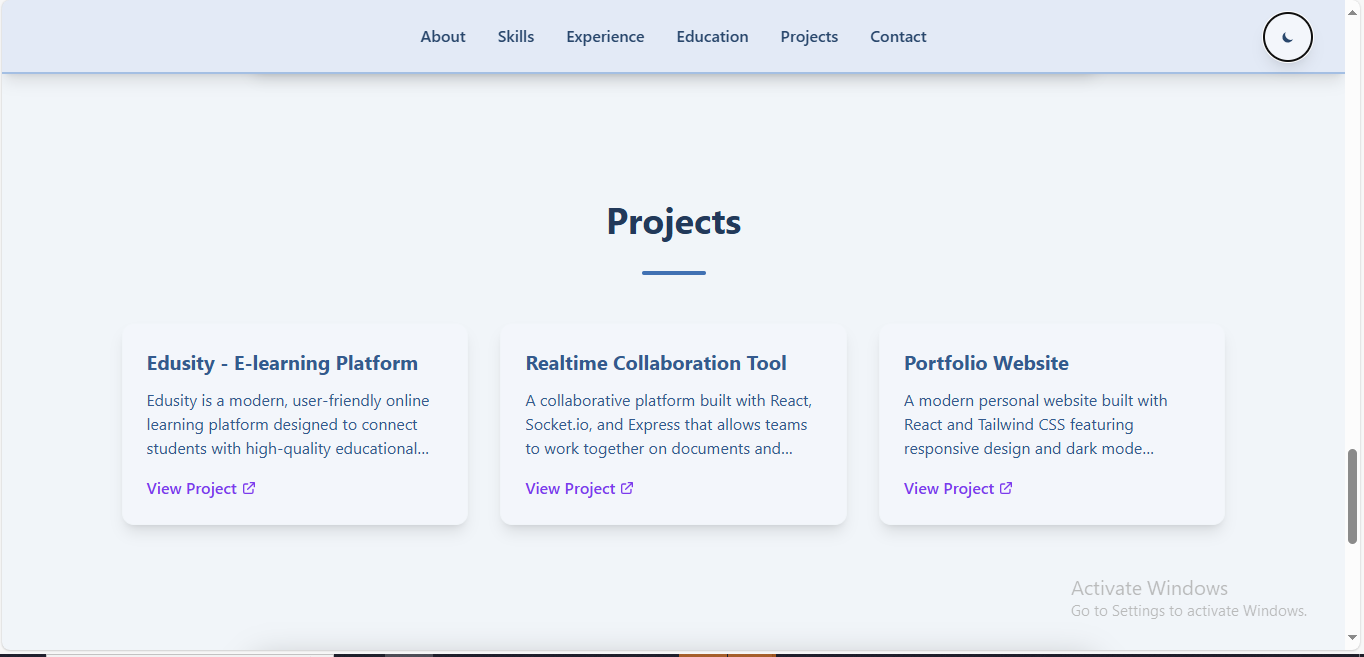 About Skills Experience Education Projects Contact
Projects
Edusity - E-learning Platform
Edusity is a modern, user-friendly online
learning platform designed to connect
students with high-quality educational...
View Project
Realtime Collaboration Tool
A collaborative platform built with React,
Socket.io, and Express that allows teams
to work together on documents and...
View Project
Portfolio Website
A modern personal website built with
React and Tailwind CSS featuring
responsive design and dark mode...
View Project
Activate Windows
Go to Settings to activate Windows.